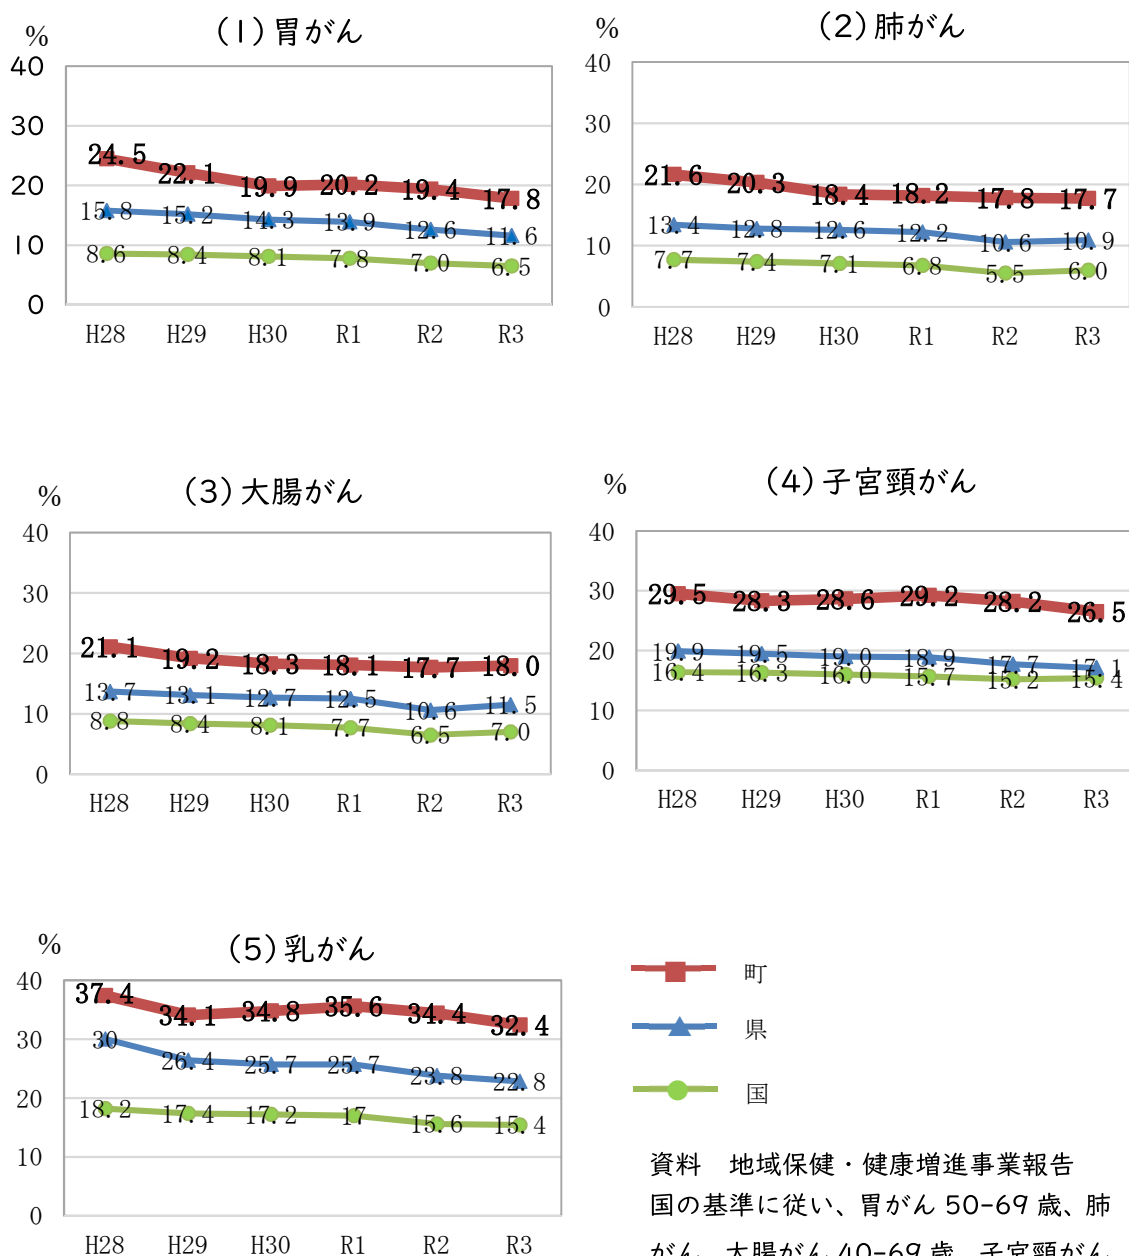 % (1)胃がん
40
30
20
10
0
24.5 22.1 19.9 20.2 19.4 17.8
15.8 15.2 14.3 13.9 12.6 11.6
8.6 8.4 8.1 7.8 7.0 6.5
H28 H29 H30 R1 R2 R3
% (2)肺がん
40
30
20
10
0
21.6 20.3 18.4 18.2 17.8 17.7
13.4 12.8 12.6 12.2 10.6 10.9
7.7 7.4 7.1 6.8 5.5 6.0
H28 H29 H30 R1 R2 R3
% (3)大腸がん
40
30
20
10
0
21.1 19.2 18.3 18.1 17.7 18.0
13.7 13.1 12.7 12.5 10.6 11.5
8.8 8.4 8.1 7.7 6.5 7.0
H28 H29 H30 R1 R2 R3
% (4)子宮頸がん
40
30
20
10
0
29.5 28.3 28.6 29.2 28.2 26.5
19.9 19.5 19.0 18.9 17.7 17.1
16.4 16.3 16.0 15.7 15.2 15.4
H28 H29 H30 R1 R2 R3
% (5)乳がん
40
30
20
10
0
37.4 34.1 34.8 35.6 34.4 32.4
30 26.4 25.7 25.7 23.8 22.8
18.2 17.4 17.2 17 15.6 15.4
H28 H29 H30 R1 R2 R3
町
県
国
資料 地域保健・健康増進事業報告
国の基準に従い、胃がん 50-69 歳、肺
がん、大腸がん 40-69 歳、子宮頸がん